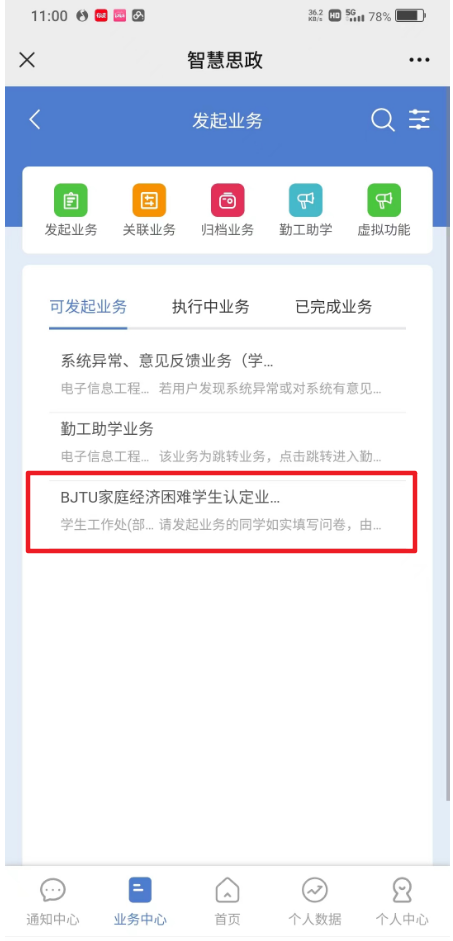 11:00 36.2 KB/s HD 5G 78%
智慧思政
发起业务
发起业务 关联业务 归档业务 勤工助学 虚拟功能
可发起业务 执行中业务 已完成业务
系统异常、意见反馈业务（学...
电子信息工程... 若用户发现系统异常或对系统有意见...
勤工助学业务
电子信息工程... 该业务为跳转业务，点击跳转进入勤...
BJTU家庭经济困难学生认定业...
学生工作处(部... 请发起业务的同学如实填写问卷，由...
通知中心 业务中心 首页 个人数据 个人中心